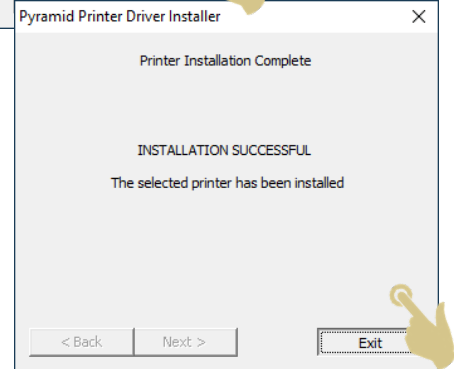 Pyramid Printer Driver Installer
Printer Installation Complete
INSTALLATION SUCCESSFUL
The selected printer has been installed
< Back Next > Exit